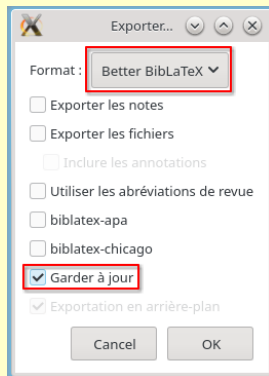 Exporter...
Format : Better BibLaTeX
Exporter les notes
Exporter les fichiers
Inclure les annotations
Utiliser les abréviations de revue
biblatex-apa
biblatex-chicago
Garder à jour
Exportation en arrière-plan
Cancel OK